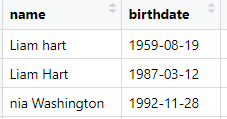 name birthdate
Liam hart 1959-08-19
Liam Hart 1987-03-12
nia Washington 1992-11-28